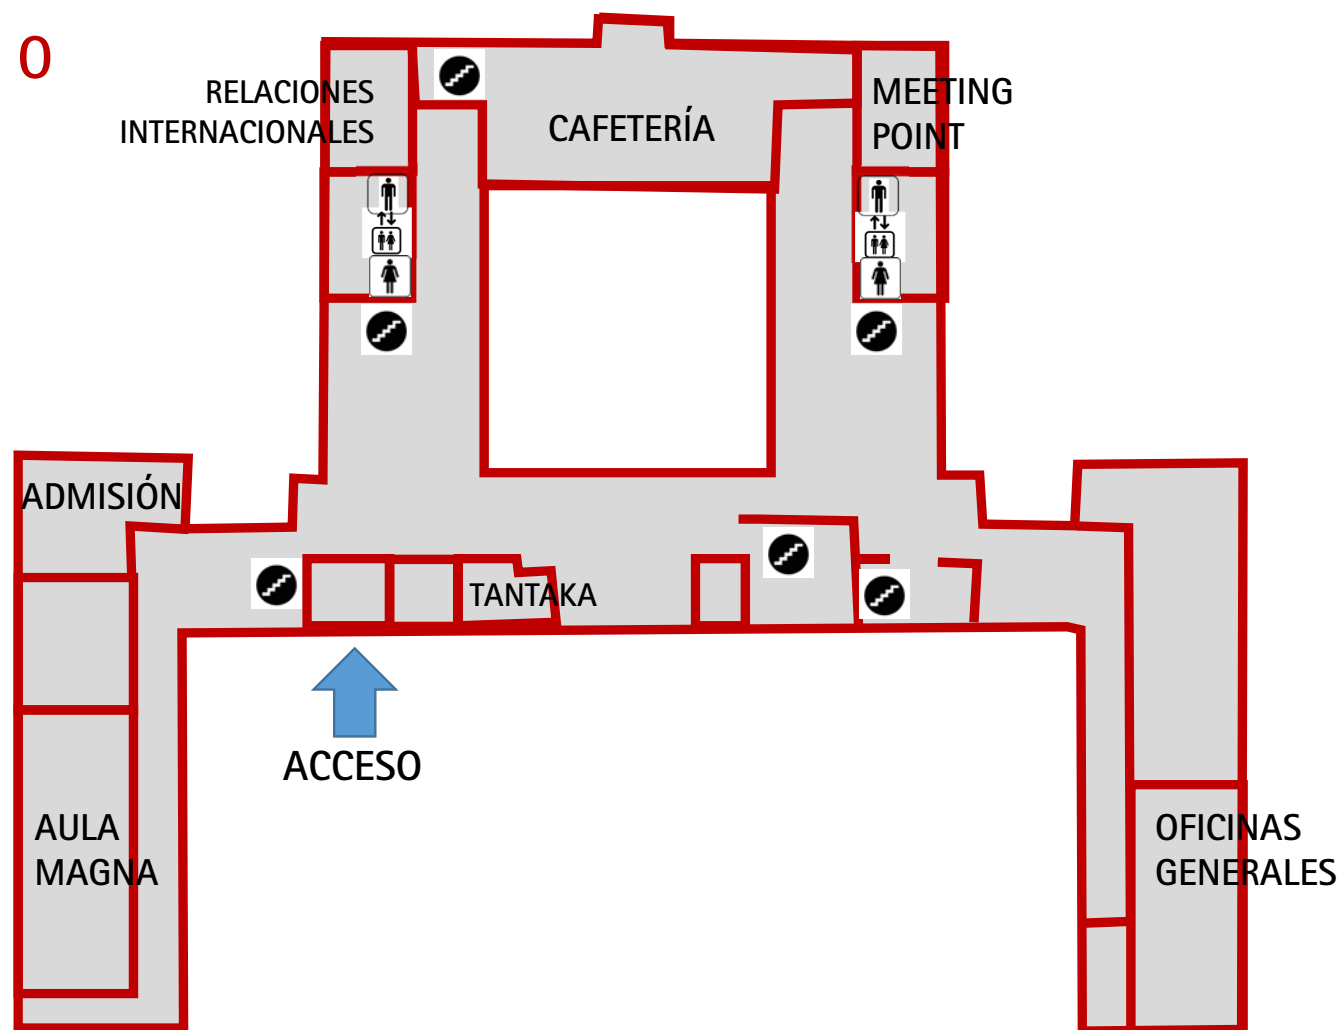 0
RELACIONES
INTERNACIONALES
CAFETERÍA
MEETING
POINT
ADMISIÓN
TANTAKA
ACCESO
AULA
MAGNA
OFICINAS
GENERALES